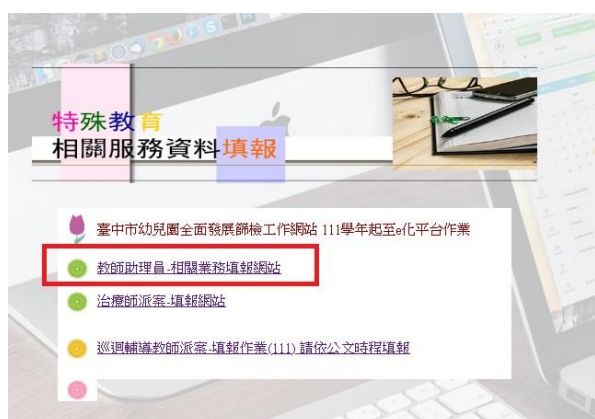 特殊教育
相關服務資料填報
臺中市幼兒園全面發展篩檢工作網站 111學年起至e化平台作業
教師助理員-相關業務填報網站
治療師派案-填報網站
巡迴輔導教師派案-填報作業(111) 請依公文時程填報